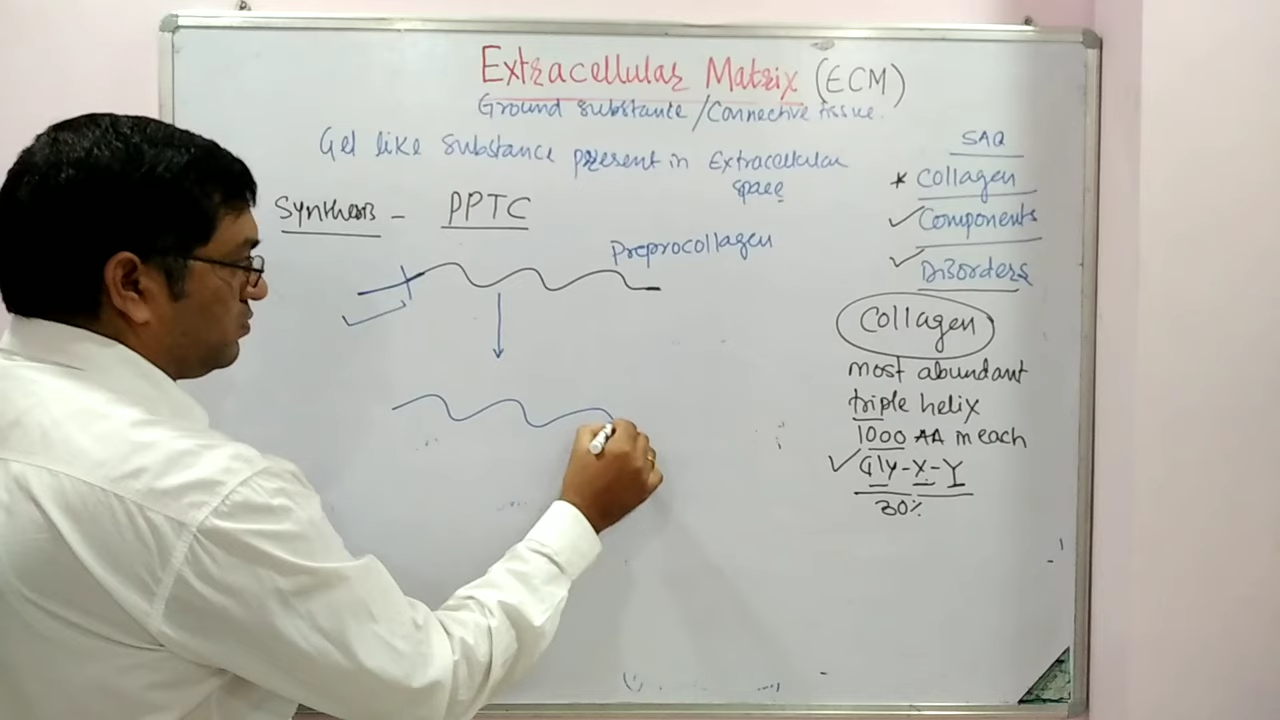 Extracellular Matrix (ECM)
Ground substance / Connective tissue.
Gel like substance present in Extracellular
space
Synthesis - PPTC
Preprocollagen
SAQ
* Collagen
✓ Components
✓ Disorders
Collagen
most abundant
triple helix
1000 AA in each
✓ Gly-X-Y
30%